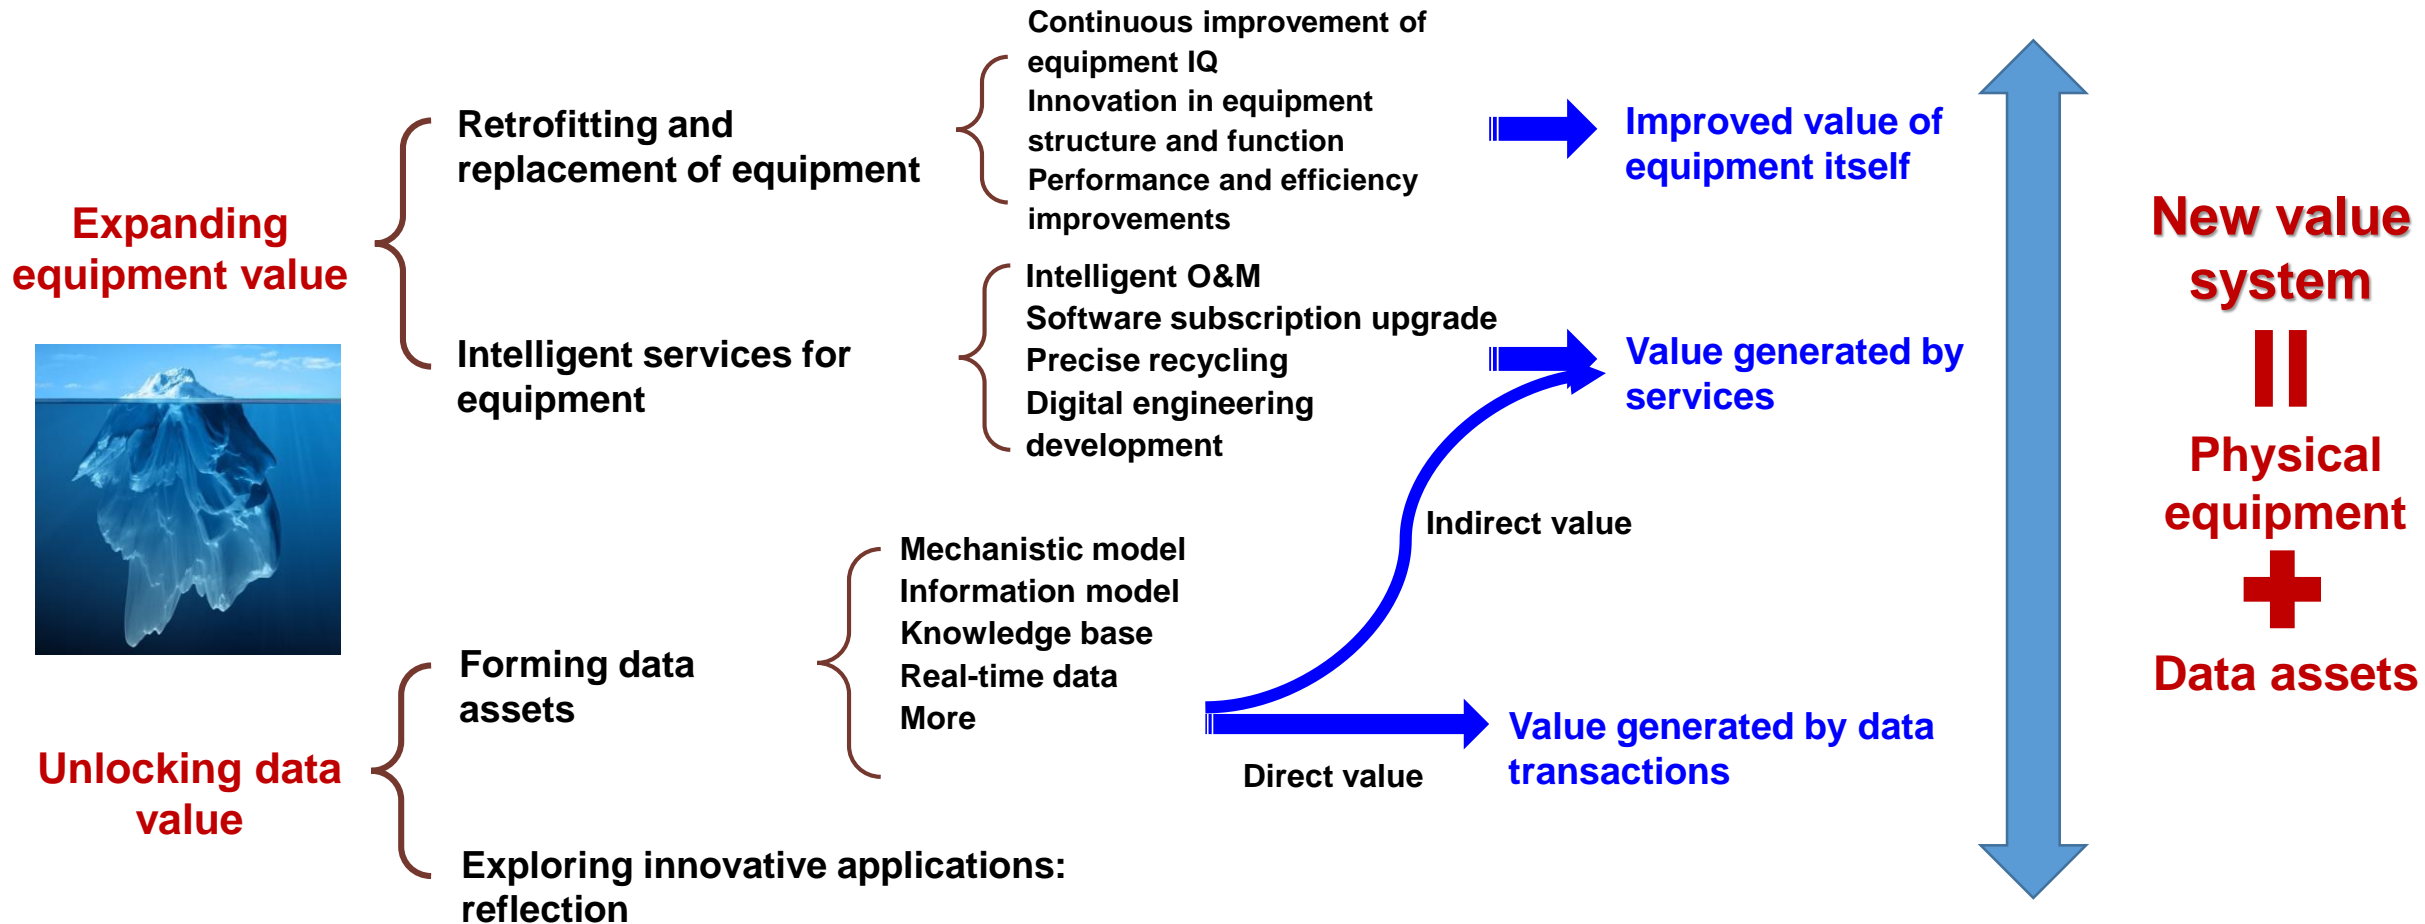 Expanding
equipment value
Retrofitting and
replacement of equipment
Continuous improvement of
equipment IQ
Innovation in equipment
structure and function
Performance and efficiency
improvements
Improved value of
equipment itself
Intelligent services for
equipment
Intelligent O&M
Software subscription upgrade
Precise recycling
Digital engineering
development
Value generated by
services
Unlocking data
value
Forming data
assets
Mechanistic model
Information model
Knowledge base
Real-time data
More
Indirect value
Direct value
Value generated by data
transactions
Exploring innovative applications:
reflection
New value
system
Physical
equipment
Data assets